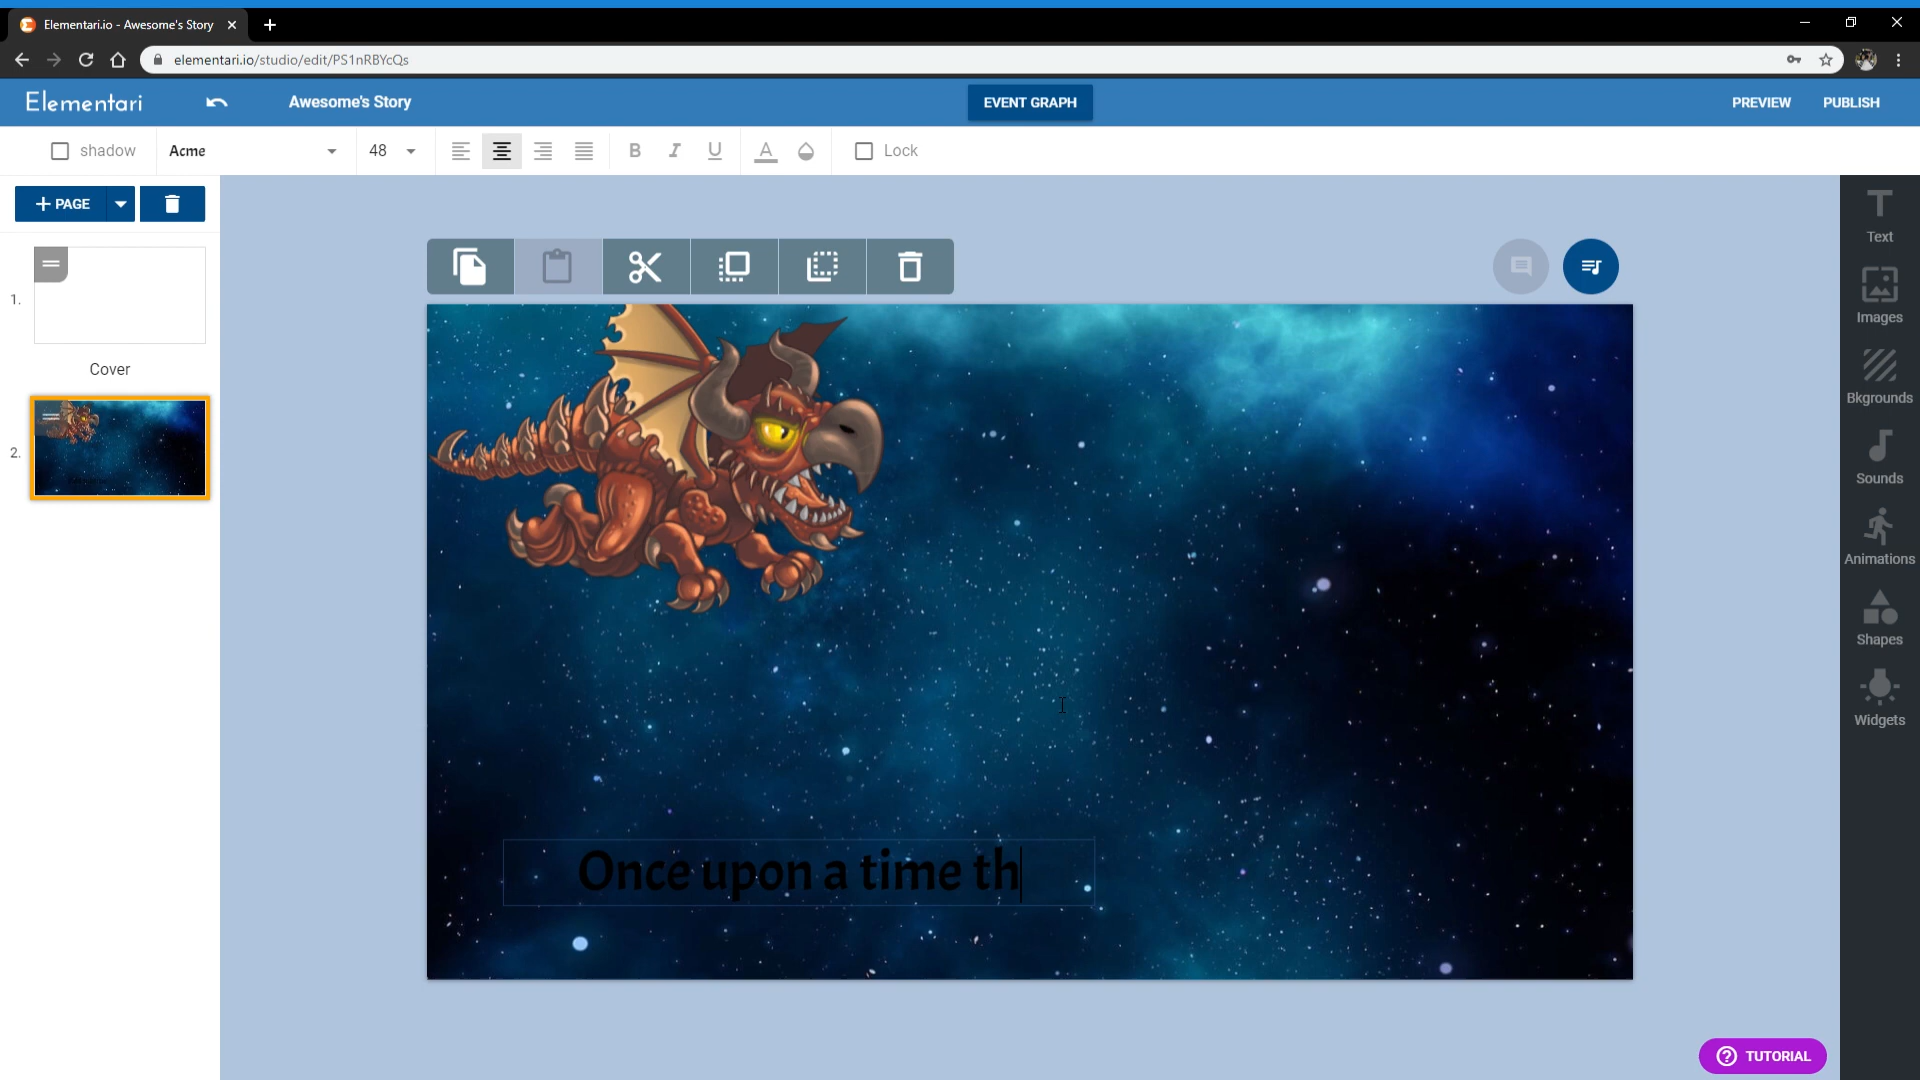 Elementari.io - Awesome's Story
elementari.io/studio/edit/PS1nRBYcQs
Elementari
Awesome's Story
EVENT GRAPH
PREVIEW
PUBLISH
shadow
Acme
48
B
I
U
A
Lock
+ PAGE
1.
Cover
2.
Once upon a time th
Text
Images
Bkgrounds
Sounds
Animations
Shapes
Widgets
TUTORIAL